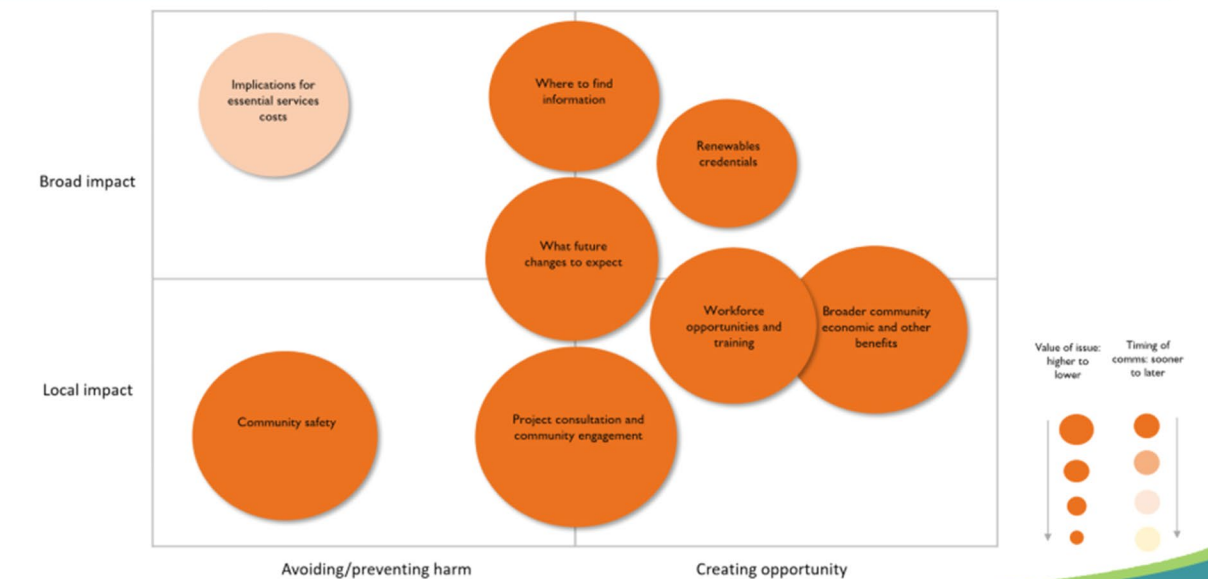 Implications for
essential services
costs
Where to find
information
Renewables
credentials
Broad impact
What future
changes to expect
Workforce
opportunities and
training
Broader community
economic and other
benefits
Local impact
Community safety
Project consultation and
community engagement
Avoiding/preventing harm
Creating opportunity
Value of issue:
higher to
lower
Timing of
comms: sooner
to later